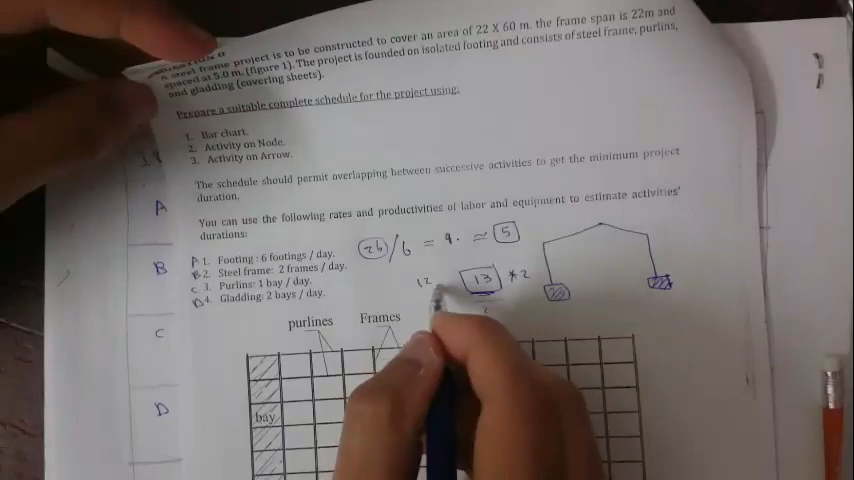 A steel frame project is to be constructed to cover an area of 22 X 60 m. the frame span is 22m and
spaced at 5.0 m. (figure 1). The project is founded on isolated footing and consists of steel frame, purlins,
and gladding (covering sheets).
Prepare a suitable complete schedule for the project using,
1. Bar chart.
2. Activity on Node.
3. Activity on Arrow.
The schedule should permit overlapping between successive activities to get the minimum project
duration.
You can use the following rates and productivities of labor and equipment to estimate activities'
durations:
A 1. Footing : 6 footings / day.
B 2. Steel frame: 2 frames / day.
C 3. Purlins: 1 bay / day.
D 4. Gladding: 2 bays / day.
26/6 = 4. ≈ 5
12 13 *2
A
B
C
D
purlines Frames
bay